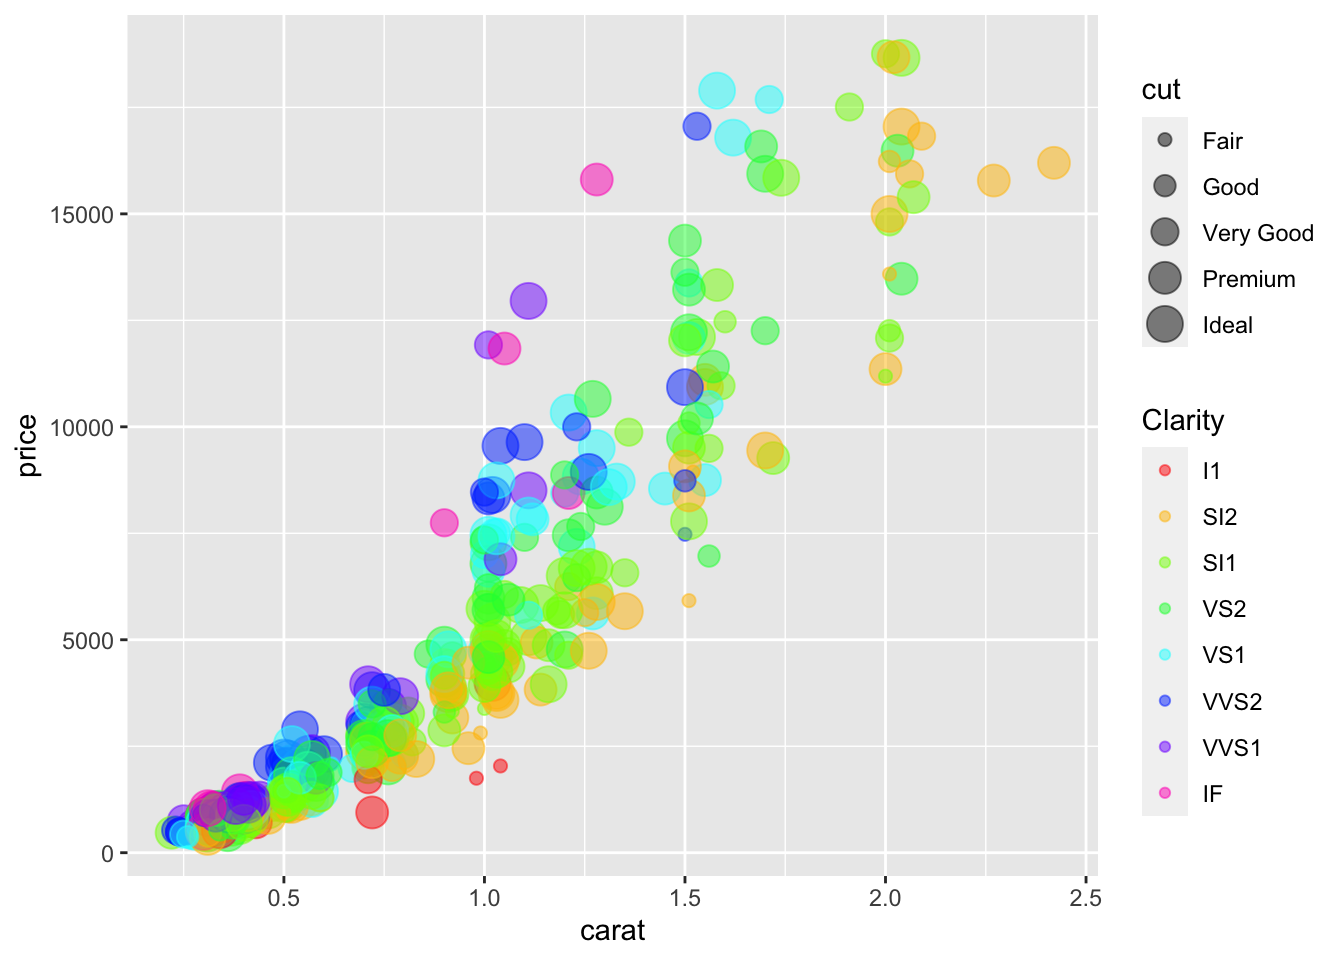 cut
Fair
Good
Very Good
Premium
Ideal
Clarity
I1
SI2
SI1
VS2
VS1
VVS2
VVS1
IF
price
15000
10000
5000
0
0.5 1.0 1.5 2.0 2.5
carat